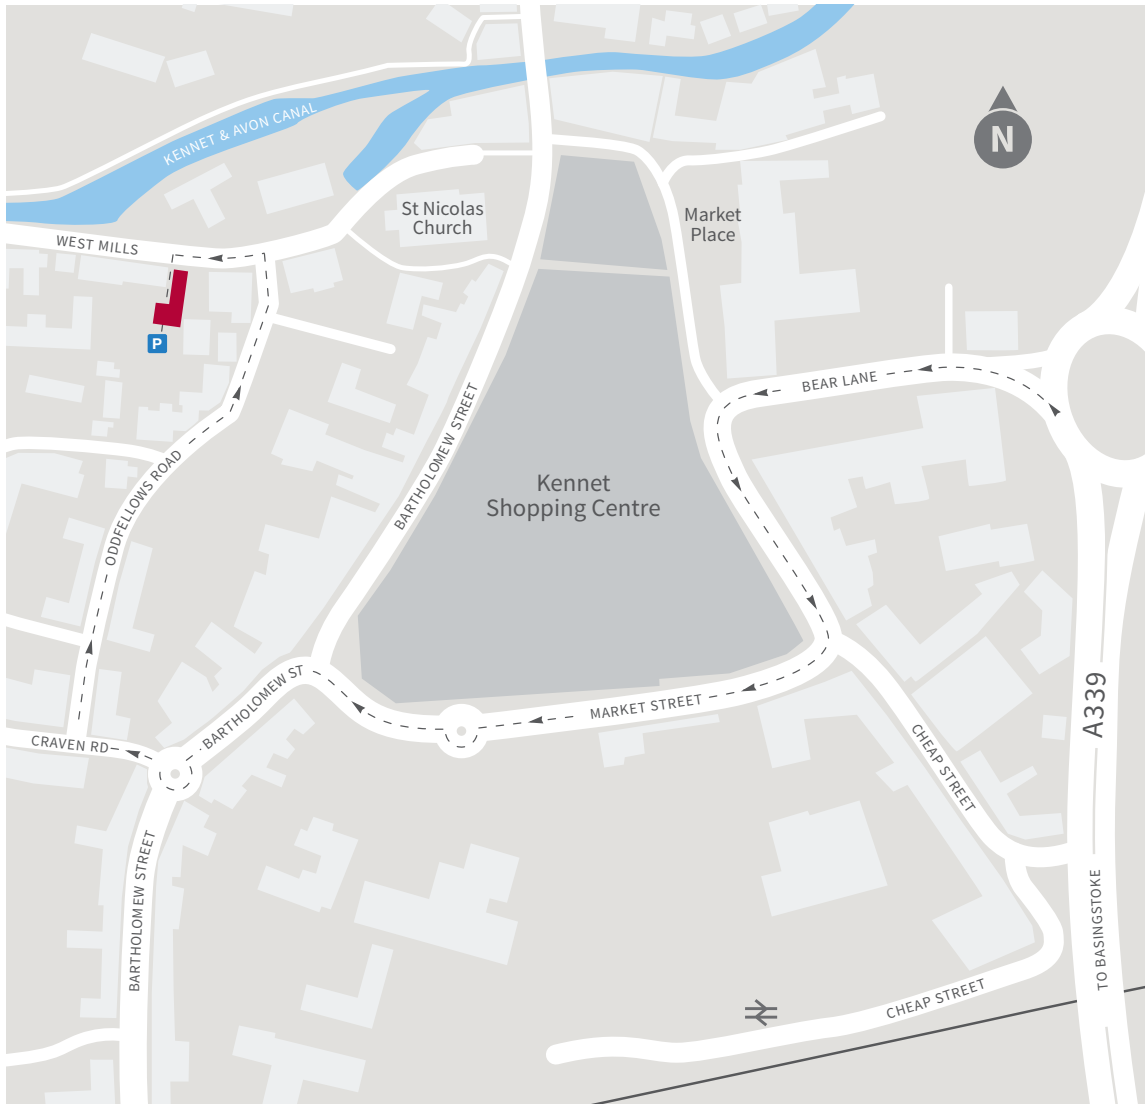 KENNET & AVON CANAL
N
St Nicolas
Church
Market
Place
WEST MILLS
P
BEAR LANE
BARTHOLOMEW STREET
Kennet
Shopping Centre
ODDFELLOWS ROAD
BARTHOLOMEW ST
MARKET STREET
A339
CRAVEN RD
CHEAP STREET
BARTHOLOMEW STREET
TO BASINGSTOKE
CHEAP STREET